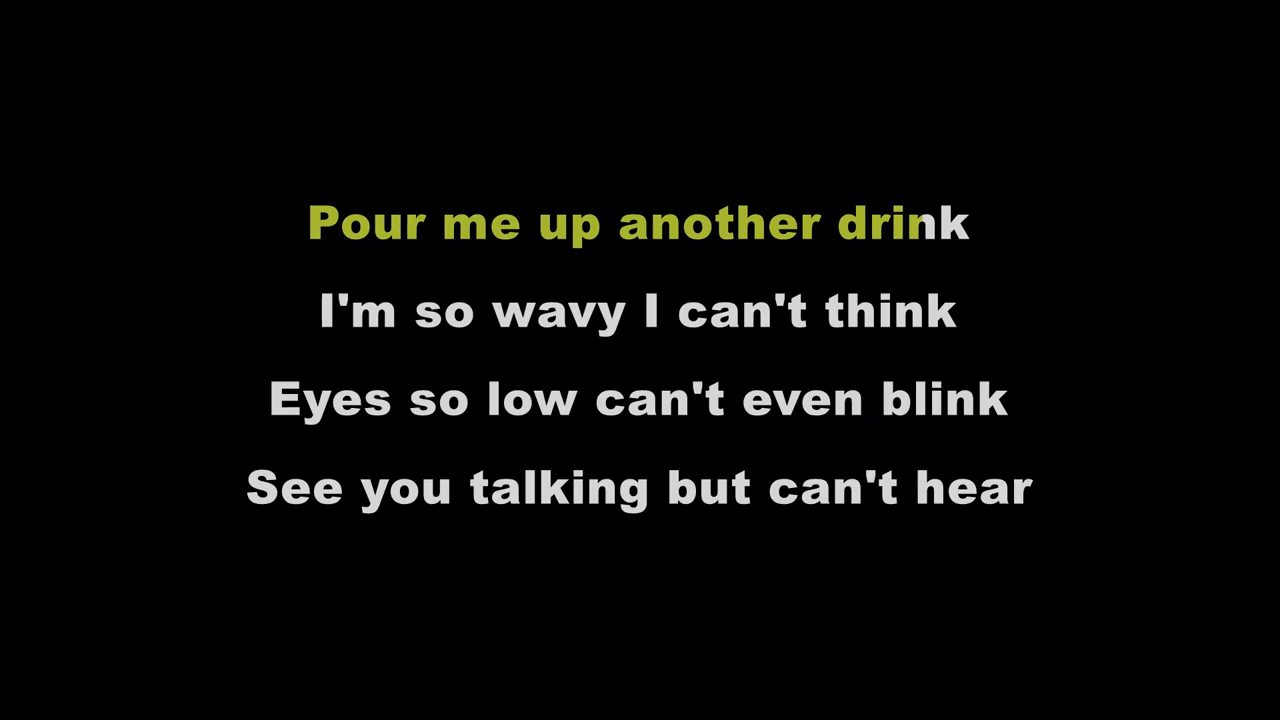 Pour me up another drink
I'm so wavy I can't think
Eyes so low can't even blink
See you talking but can't hear